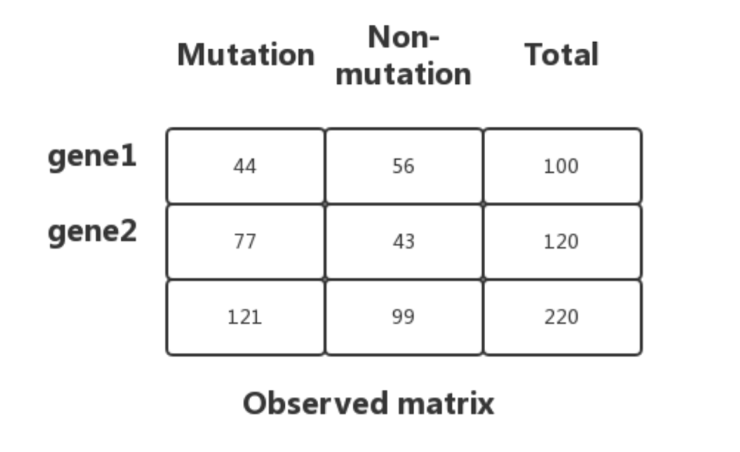 Mutation Non-mutation Total
gene1 44 56 100
gene2 77 43 120
121 99 220
Observed matrix